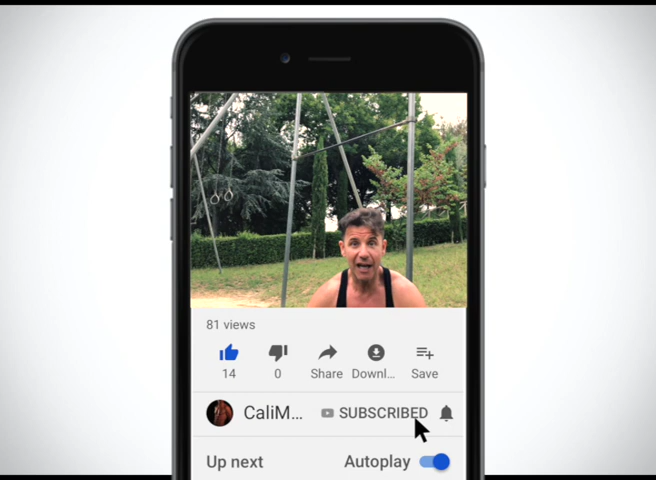 81 views
14 0 Share Downl... Save
CaliM... SUBSCRIBED
Up next Autoplay